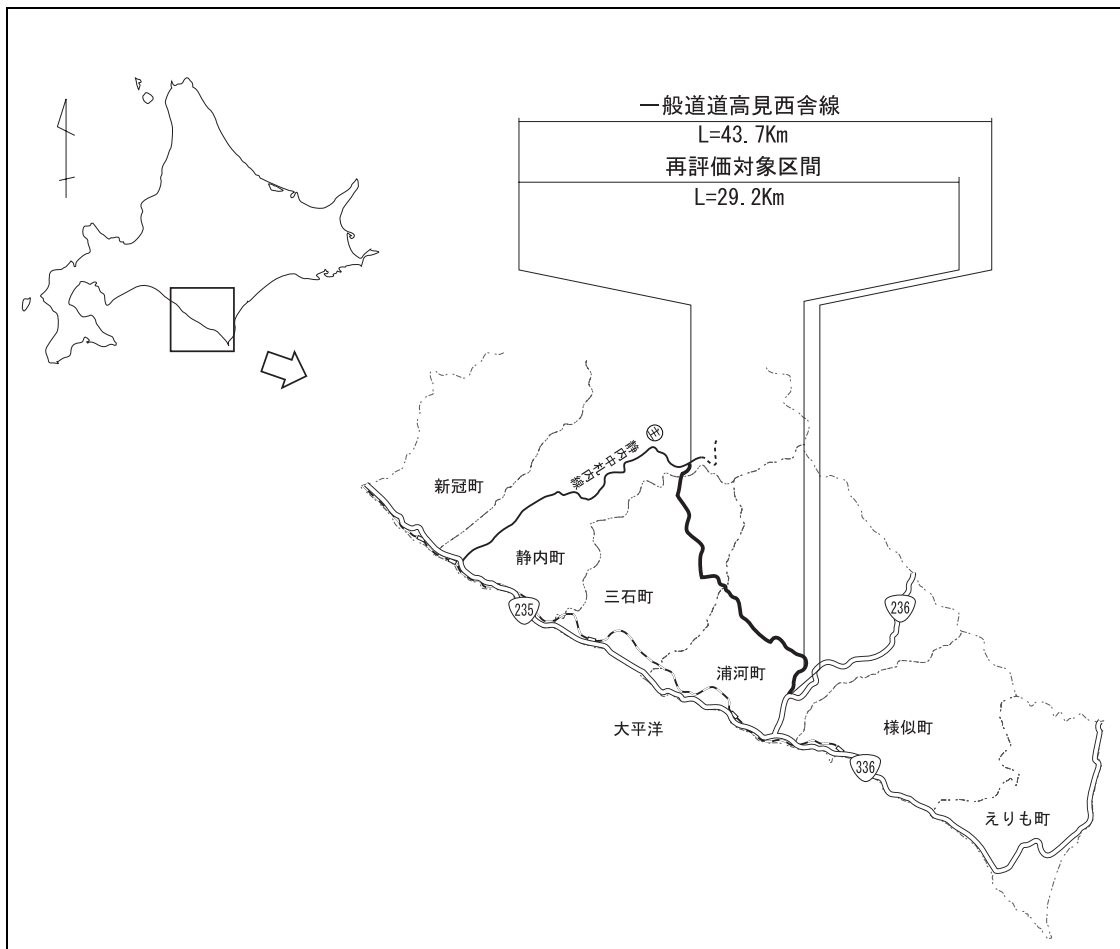 一般道道高見西舎線
L=43.7Km
再評価対象区間
L=29.2Km
主
静内中札内線
新冠町
静内町
三石町
235
236
浦河町
大平洋
様似町
336
えりも町